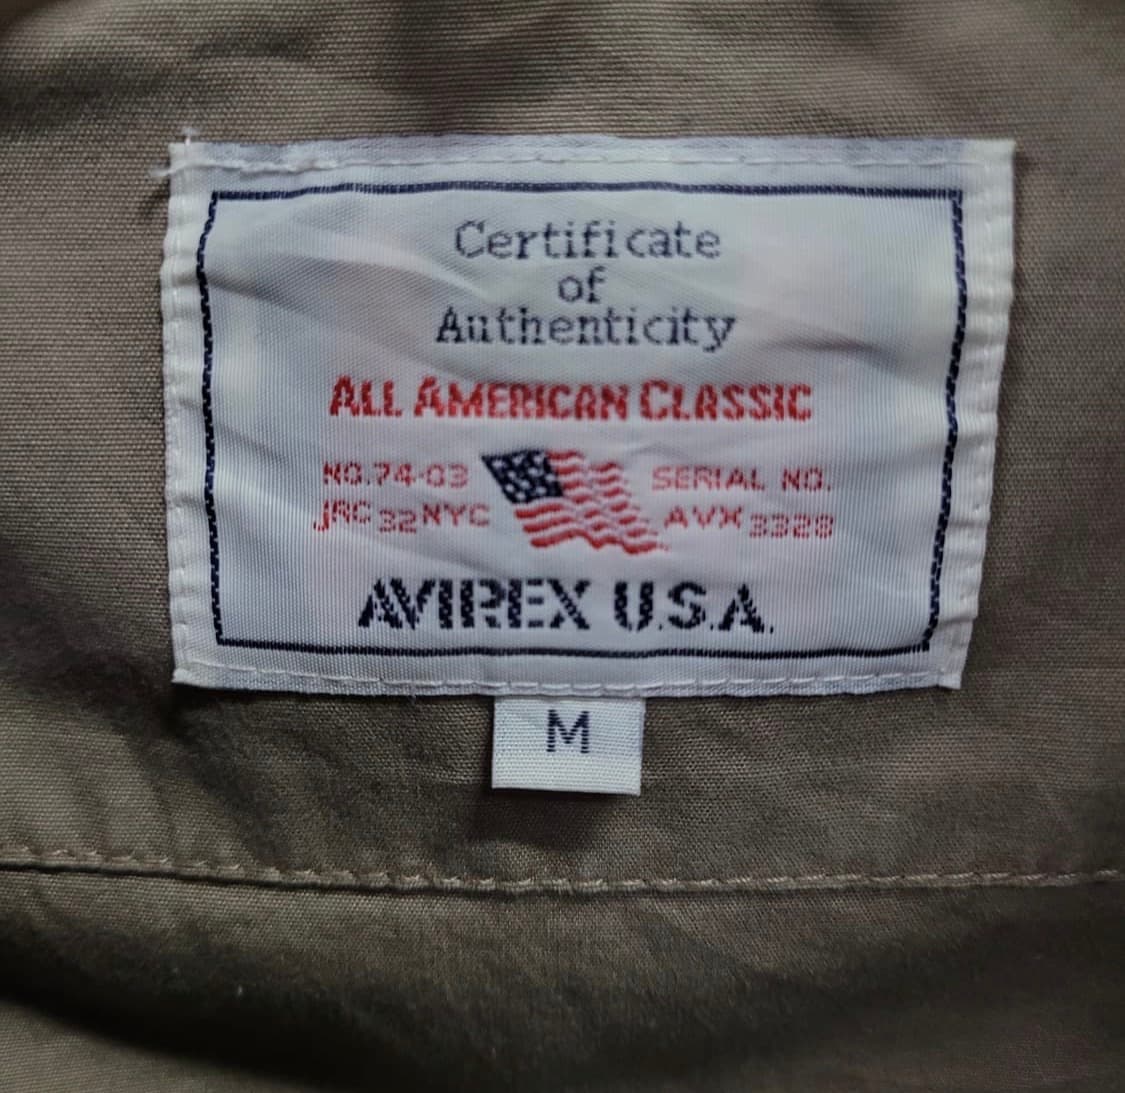 Certificate
of
Authenticity
ALL AMERICAN CLASSIC
NO.74-03 SERIAL NO.
JRC 32 NYC AVX 3328
AVIREX U.S.A.
M